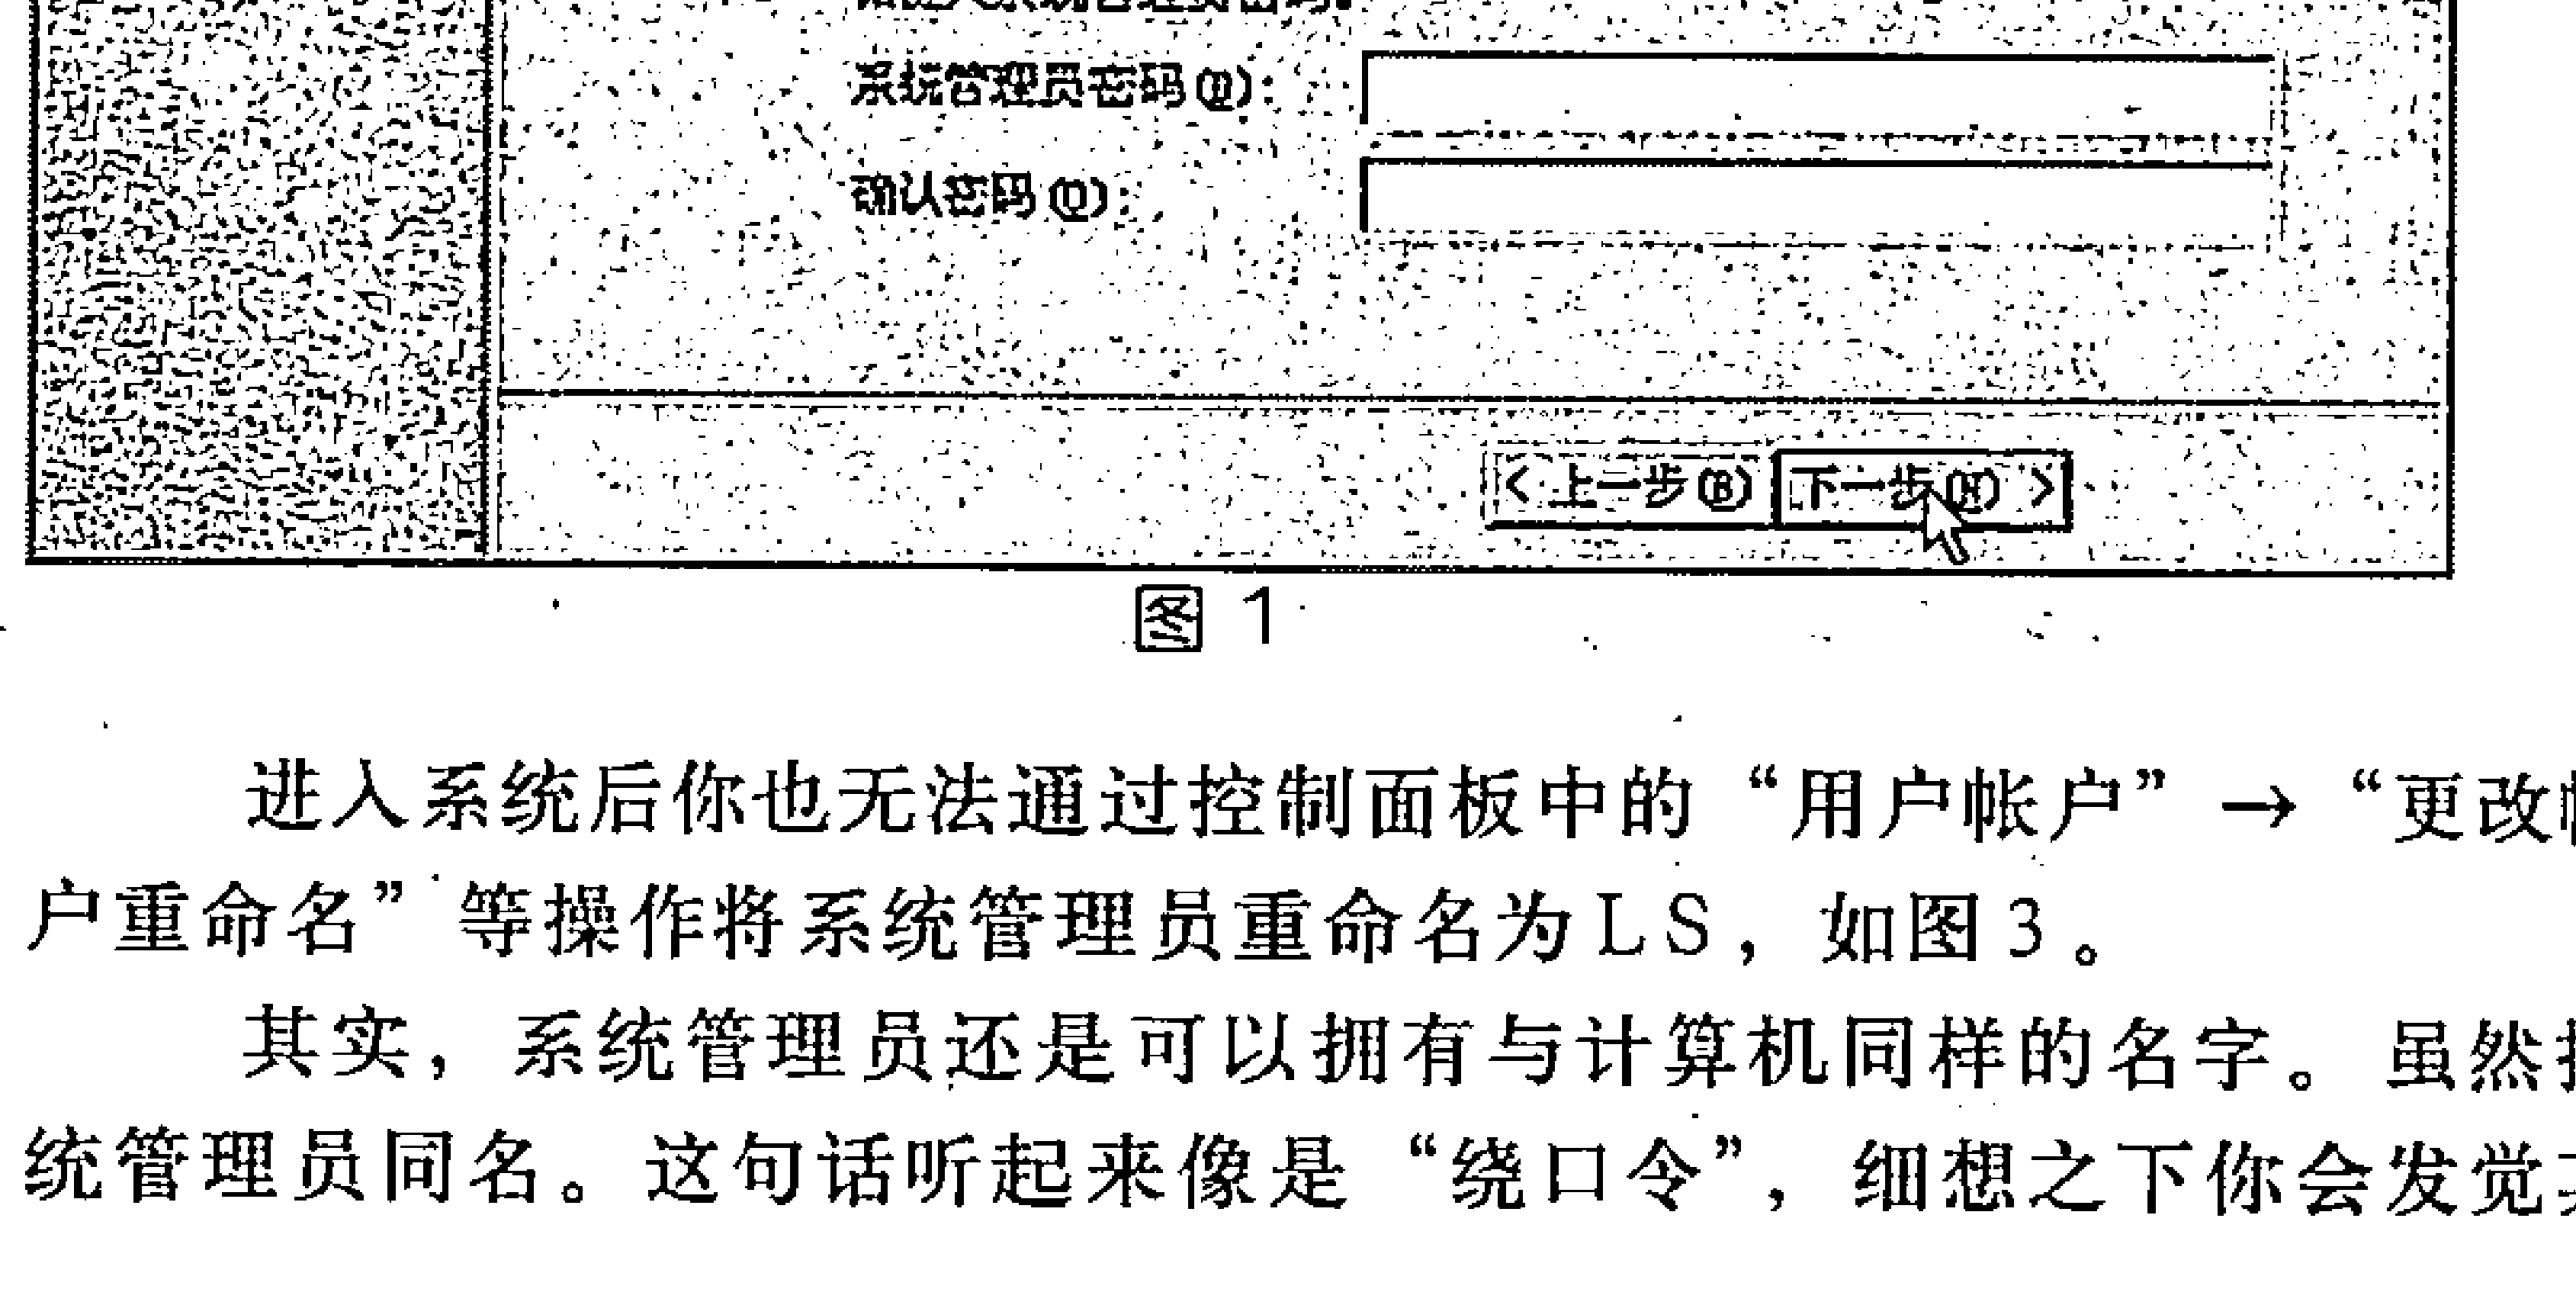 系统管理员密码(D):
确认密码(O):
< 上一步(B) 下一步(N) >
图 1
进入系统后你也无法通过控制面板中的“用户帐户”→“更改
户重命名”等操作将系统管理员重命名为LS，如图3。
其实，系统管理员还是可以拥有与计算机同样的名字。虽然
统管理员同名。这句话听起来像是“绕口令”，细想之下你会发觉